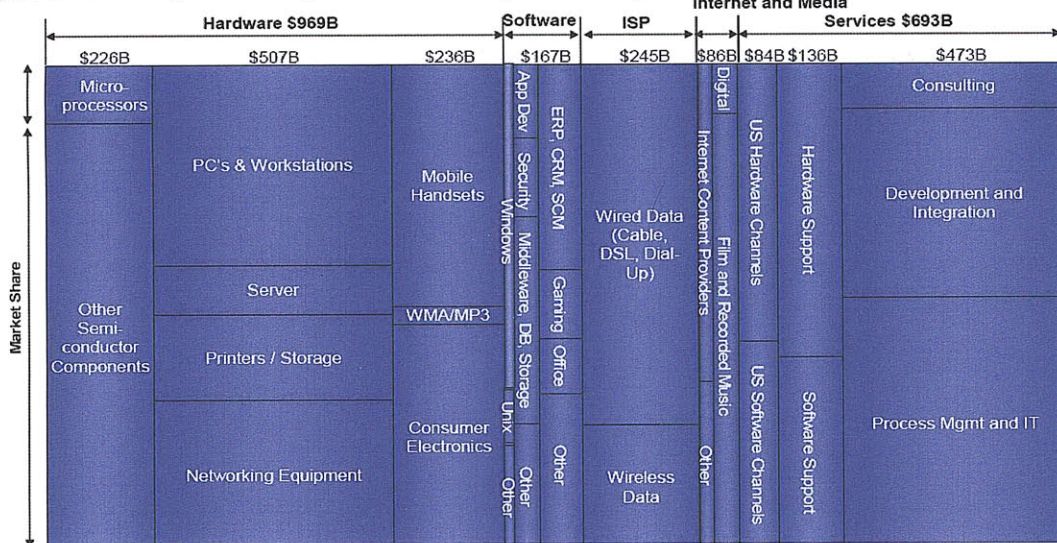 Internet and Media
Hardware $969B
Software
ISP
Services $693B
$226B
$507B
$236B
$167B
$245B
$86B
$84B
$136B
$473B
Market Share
Micro-
processors
Other
Semi-
conductor
Components
PC's & Workstations
Server
Printers / Storage
Networking Equipment
Mobile
Handsets
WMA/MP3
Consumer
Electronics
Windows
Unix
Other
App Dev
Security
Middleware, DB, Storage
Other
ERP, CRM, SCM
Gaming
Office
Other
Wired Data
(Cable,
DSL, Dial-
Up)
Wireless
Data
Internet Content Providers
Other
Digital
Film and Recorded Music
US Hardware Channels
US Software Channels
Hardware Support
Software Support
Consulting
Development and
Integration
Process Mgmt and IT